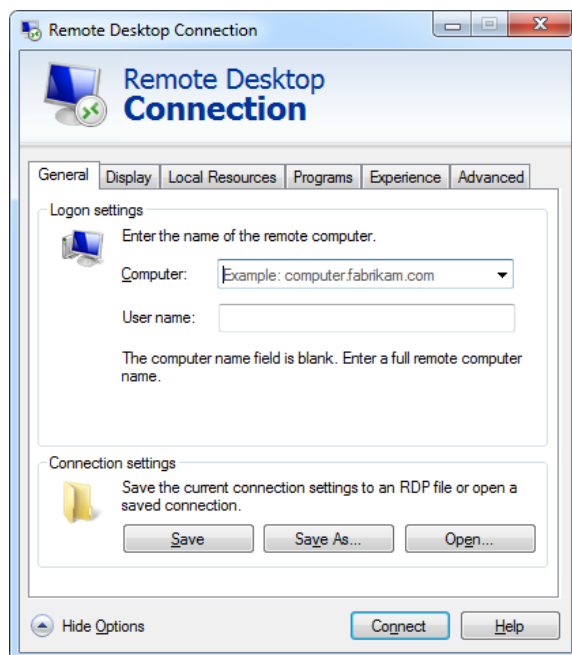 Remote Desktop Connection
Remote Desktop
Connection
General Display Local Resources Programs Experience Advanced
Logon settings
Enter the name of the remote computer.
Computer: Example: computer.fabrikam.com
User name:
The computer name field is blank. Enter a full remote computer
name.
Connection settings
Save the current connection settings to an RDP file or open a
saved connection.
Save Save As... Open...
Hide Options Connect Help